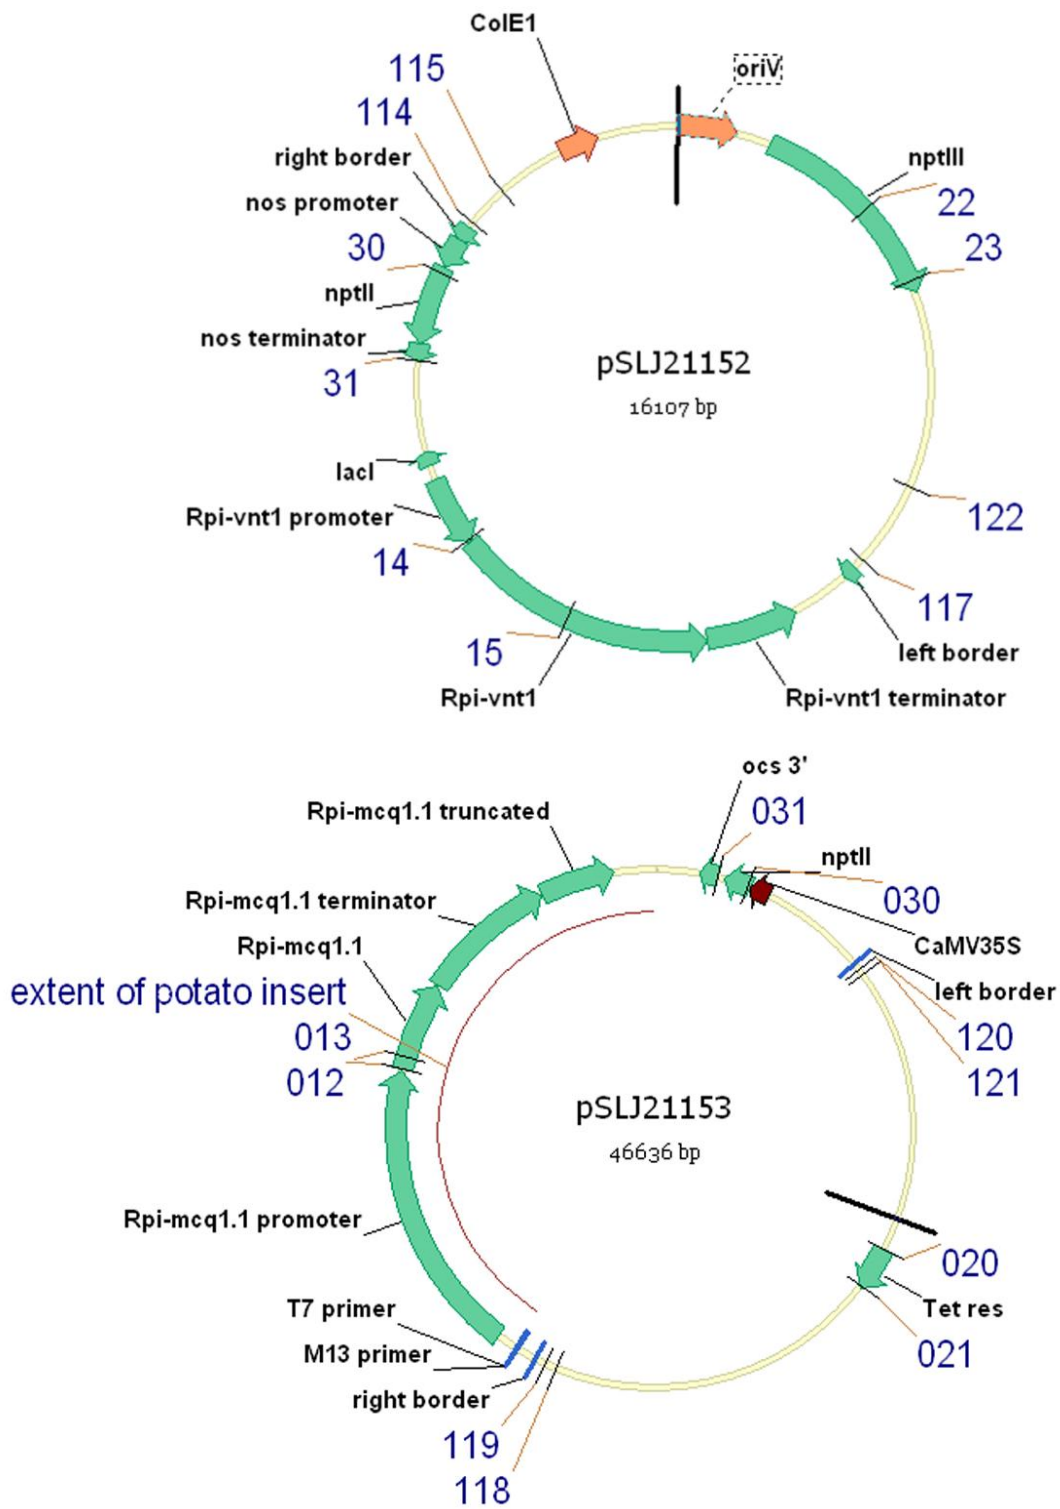 ColE1
oriV
115
114
nptIII
right border
22
nos promoter
30
23
nptII
nos terminator
pSLJ21152
31
16107 bp
lacI
Rpi-vnt1 promoter
122
14
117
15
left border
Rpi-vnt1
Rpi-vnt1 terminator
ocs 3'
Rpi-mcq1.1 truncated
031
nptII
Rpi-mcq1.1 terminator
030
Rpi-mcq1.1
CaMV35S
extent of potato insert
left border
013
120
012
121
pSLJ21153
46636 bp
Rpi-mcq1.1 promoter
020
T7 primer
Tet res
M13 primer
021
right border
119
118